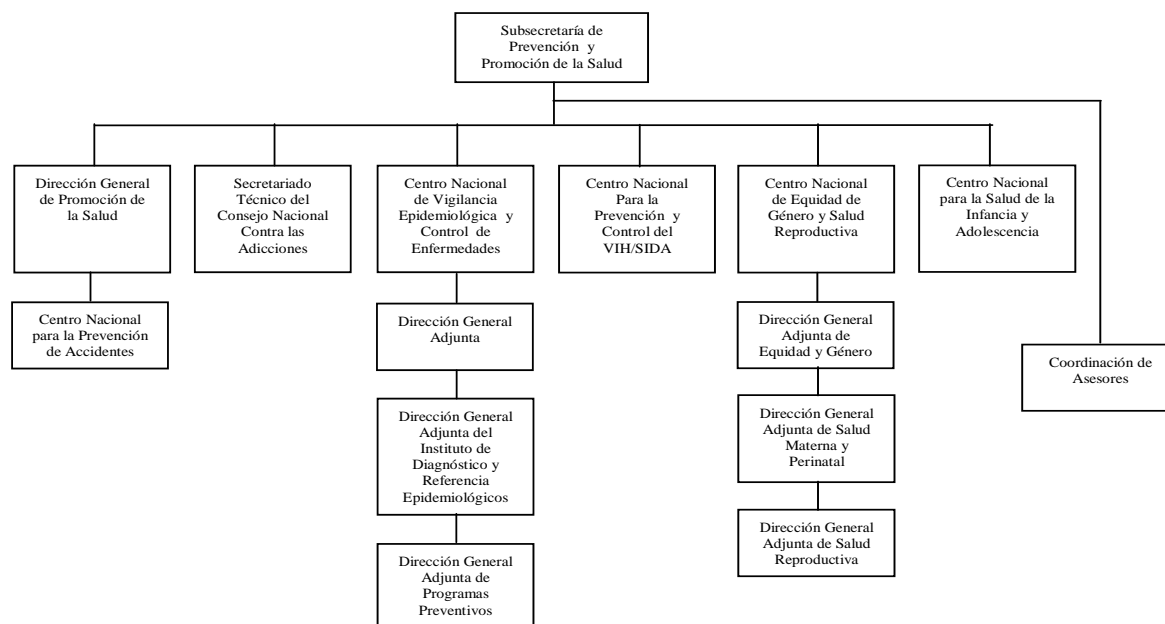 Subsecretaría de
Prevención y
Promoción de la Salud
Dirección General
de Promoción de
la Salud
Secretariado
Técnico del
Consejo Nacional
Contra las
Adicciones
Centro Nacional
de Vigilancia
Epidemiológica y
Control de
Enfermedades
Centro Nacional
Para la
Prevención y
Control del
VIH/SIDA
Centro Nacional
de Equidad de
Género y Salud
Reproductiva
Centro Nacional
para la Salud de la
Infancia y
Adolescencia
Centro Nacional
para la Prevención
de Accidentes
Dirección General
Adjunta
Dirección General
Adjunta de
Equidad y Género
Coordinación de
Asesores
Dirección General
Adjunta del
Instituto de
Diagnóstico y
Referencia
Epidemiológicos
Dirección General
Adjunta de Salud
Materna y
Perinatal
Dirección General
Adjunta de Salud
Reproductiva
Dirección General
Adjunta de
Programas
Preventivos